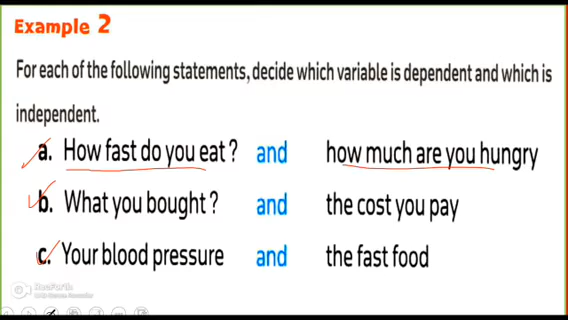 Example 2
For each of the following statements, decide which variable is dependent and which is
independent.
a. How fast do you eat ? and how much are you hungry
b. What you bought ? and the cost you pay
c. Your blood pressure and the fast food